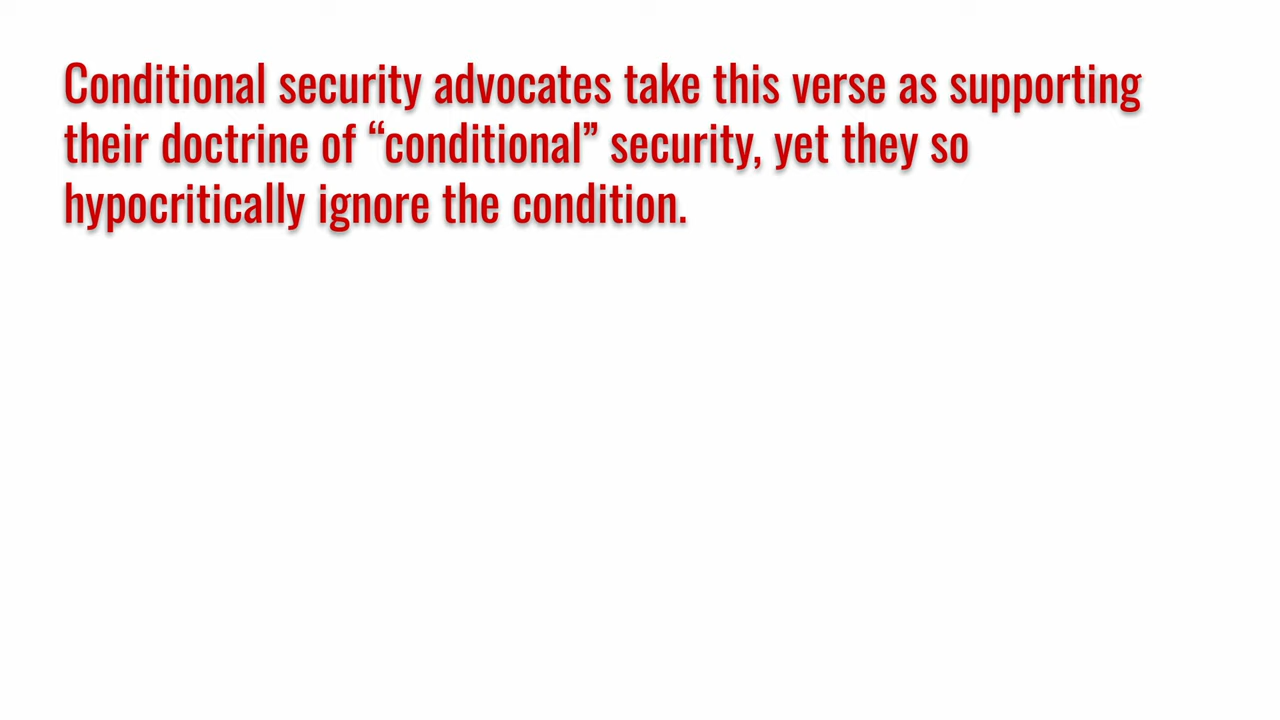 Conditional security advocates take this verse as supporting
their doctrine of “conditional” security, yet they so
hypocritically ignore the condition.